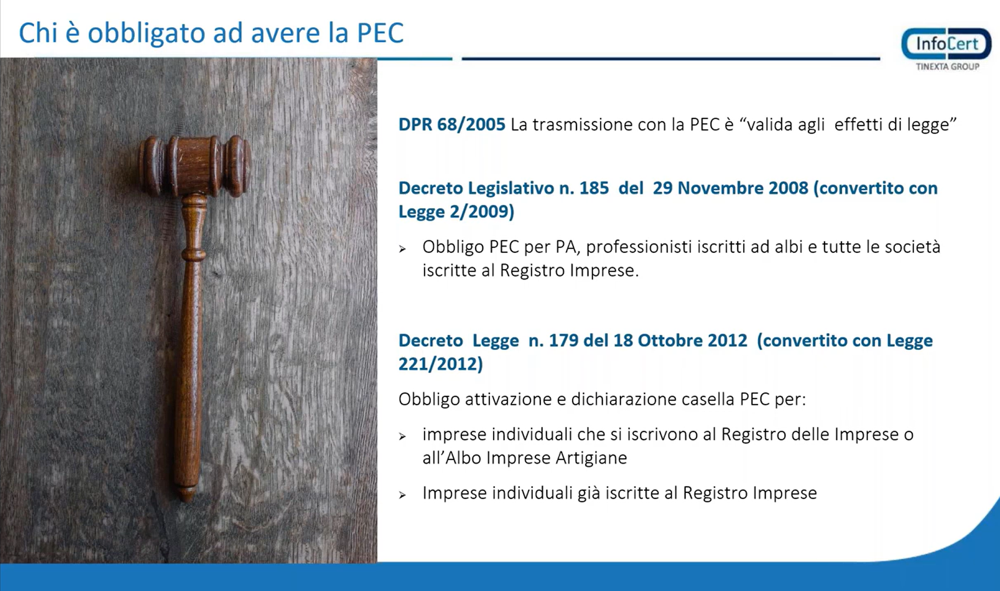 Chi è obbligato ad avere la PEC
InfoCert
TINEXTA GROUP
DPR 68/2005 La trasmissione con la PEC è “valida agli effetti di legge”
Decreto Legislativo n. 185 del 29 Novembre 2008 (convertito con
Legge 2/2009)
➢ Obbligo PEC per PA, professionisti iscritti ad albi e tutte le società
iscritte al Registro Imprese.
Decreto Legge n. 179 del 18 Ottobre 2012 (convertito con Legge
221/2012)
Obbligo attivazione e dichiarazione casella PEC per:
➢ imprese individuali che si iscrivono al Registro delle Imprese o
all’Albo Imprese Artigiane
➢ Imprese individuali già iscritte al Registro Imprese